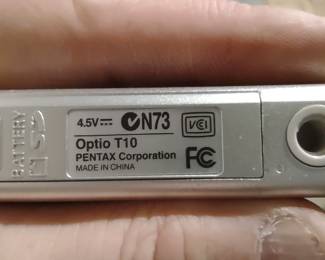 BATTERY
4.5V⎓ N73 VCI
Optio T10
PENTAX Corporation
MADE IN CHINA
FC